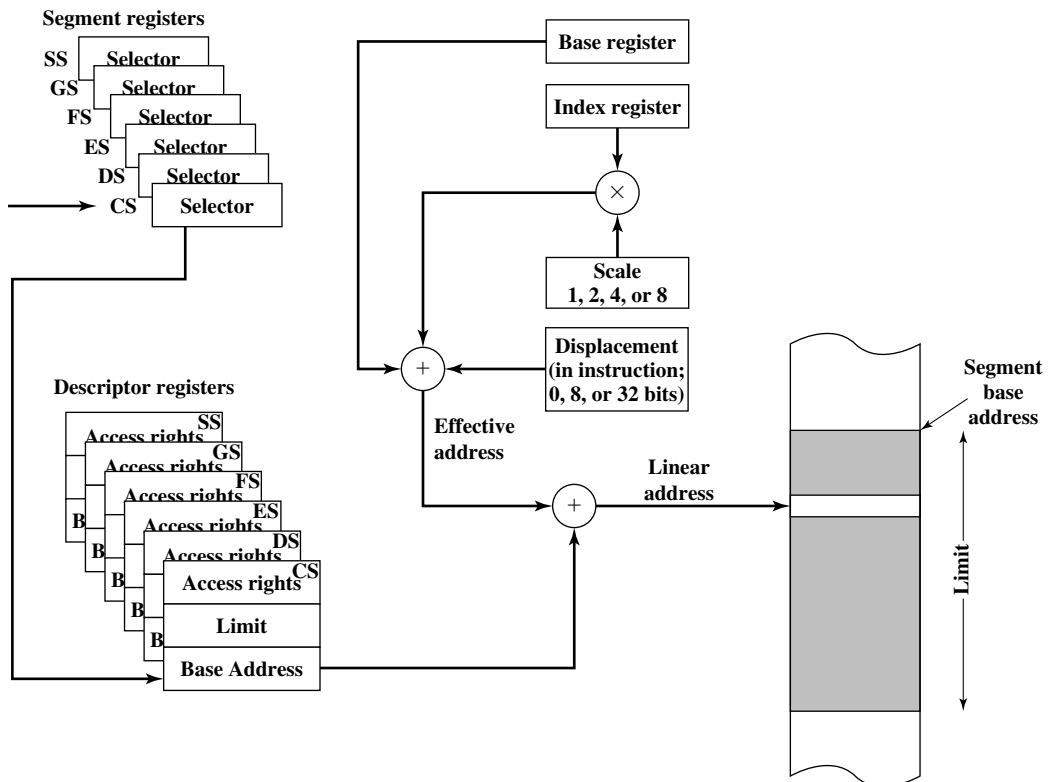 Segment registers
SS Selector
GS Selector
FS Selector
ES Selector
DS Selector
CS Selector
Base register
Index register
×
Scale
1, 2, 4, or 8
Displacement
(in instruction;
0, 8, or 32 bits)
+
Effective
address
+
Linear
address
Segment
base
address
Limit
Descriptor registers
SS
Access rights
B
GS
Access rights
B
FS
Access rights
B
ES
Access rights
B
DS
Access rights
B
CS
Access rights
Limit
Base Address